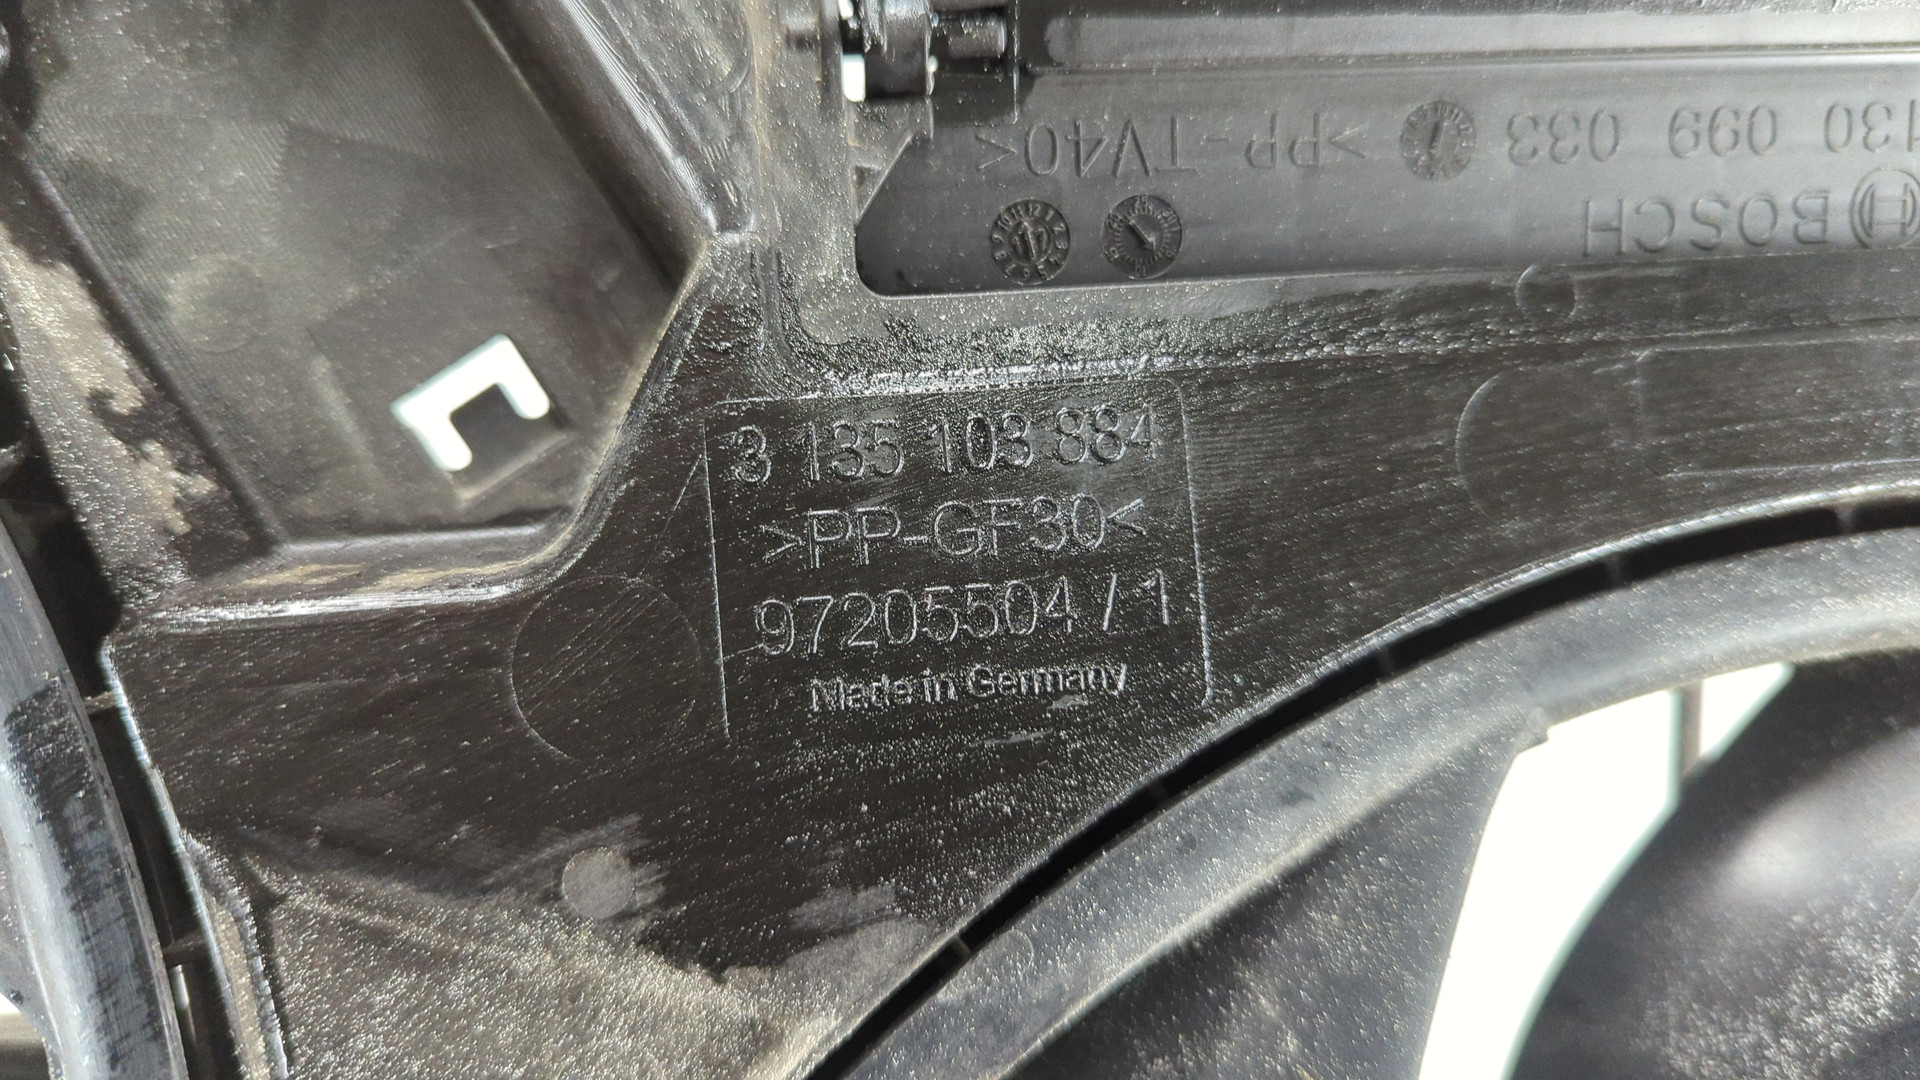 130 099 033 >PP-TV40<
BOSCH
3 135 103 884
>PP-GF30<
97205504 / 1
Made in Germany